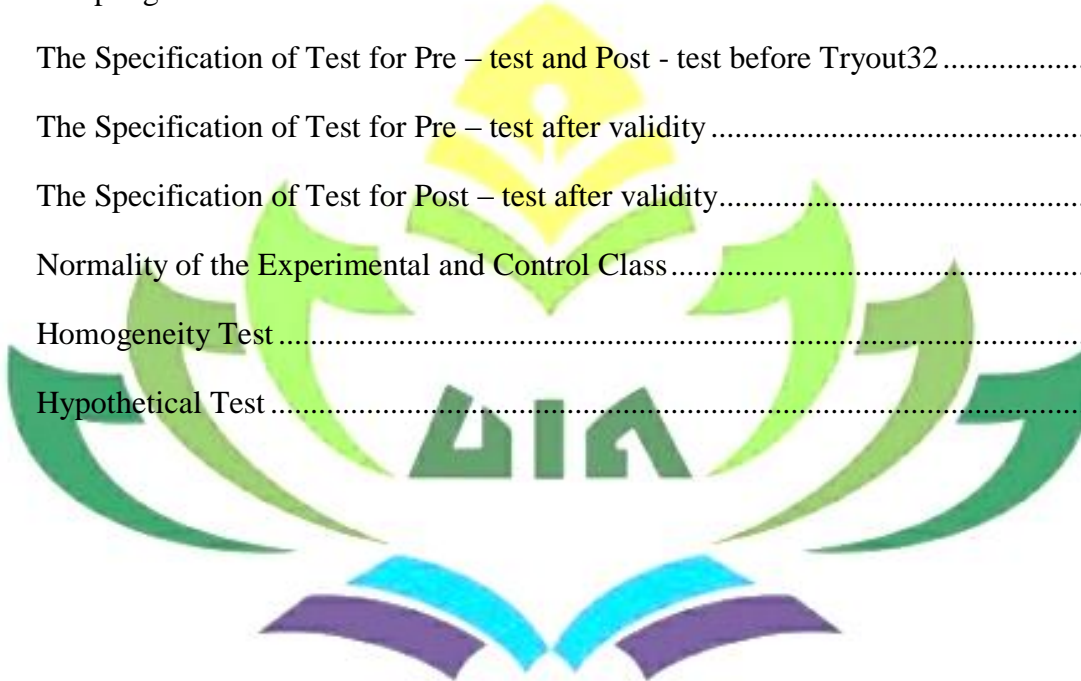 The Specification of Test for Pre – test and Post - test before Tryout32 ..................
The Specification of Test for Pre – test after validity ................................................
The Specification of Test for Post – test after validity...............................................
Normality of the Experimental and Control Class.....................................................
Homogeneity Test .......................................................................................................
Hypothetical Test ........................................................................................................
UIN